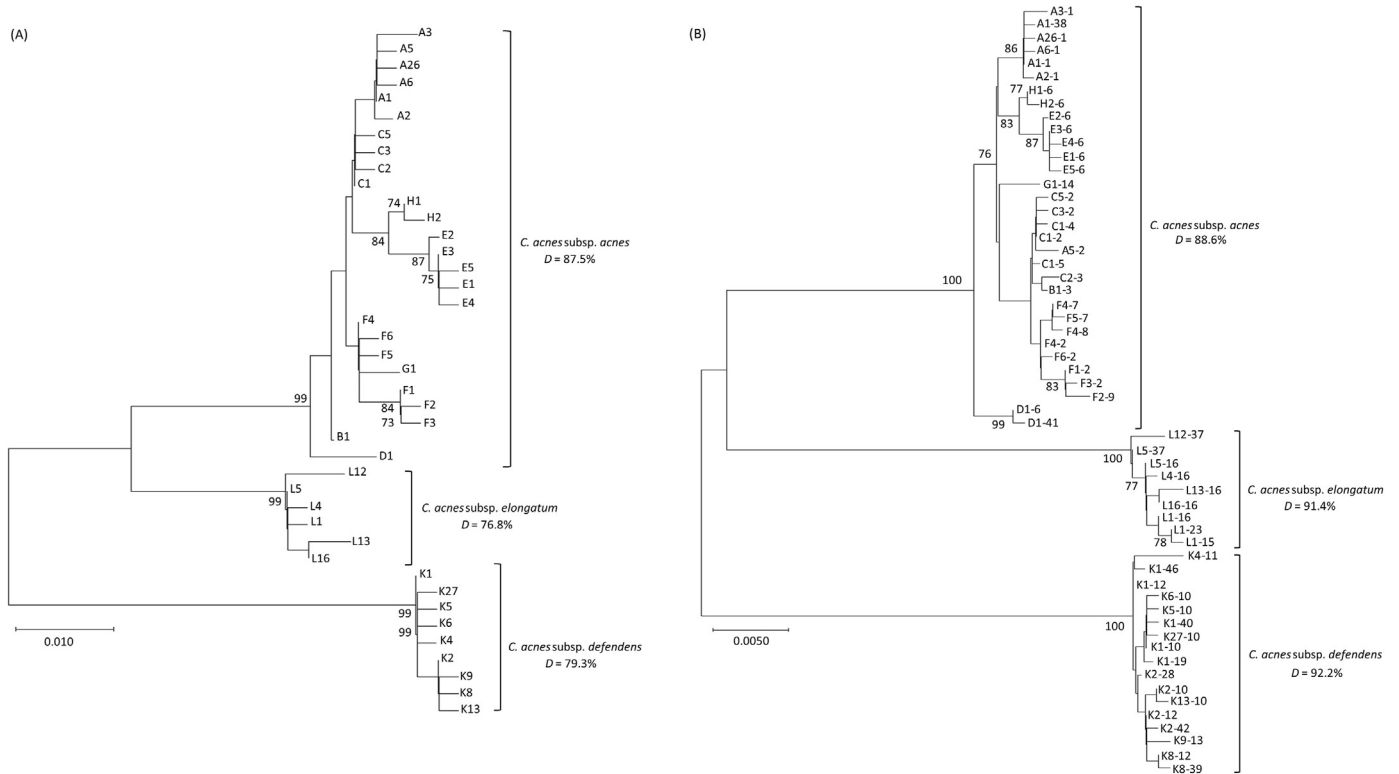 (A)
A3
A5
A26
A6
A1
A2
C5
C3
C2
C1
74
H1
H2
84
E2
87
E3
75
E5
E1
E4
F4
F6
F5
G1
F1
84
F2
73
F3
99
B1
D1
C. acnes subsp. acnes
D = 87.5%
L12
L5
99
L4
L1
L13
L16
C. acnes subsp. elongatum
D = 76.8%
K1
K27
99
K5
K6
99
K4
K2
K9
K8
K13
C. acnes subsp. defendens
D = 79.3%
0.010
(B)
A3-1
A1-38
A26-1
86
A6-1
A1-1
A2-1
77
H1-6
H2-6
83
E2-6
E3-6
87
E4-6
E1-6
E5-6
76
G1-14
C5-2
C3-2
C1-4
C1-2
A5-2
C1-5
C2-3
B1-3
100
F4-7
F5-7
F4-8
F4-2
F6-2
F1-2
83
F3-2
F2-9
D1-6
99
D1-41
C. acnes subsp. acnes
D = 88.6%
L12-37
100
L5-37
L5-16
L4-16
77
L13-16
L16-16
L1-16
L1-23
78
L1-15
C. acnes subsp. elongatum
D = 91.4%
K4-11
K1-46
K1-12
K6-10
K5-10
100
K1-40
K27-10
K1-10
K1-19
K2-28
K2-10
K13-10
K2-12
K2-42
K9-13
K8-12
K8-39
C. acnes subsp. defendens
D = 92.2%
0.0050